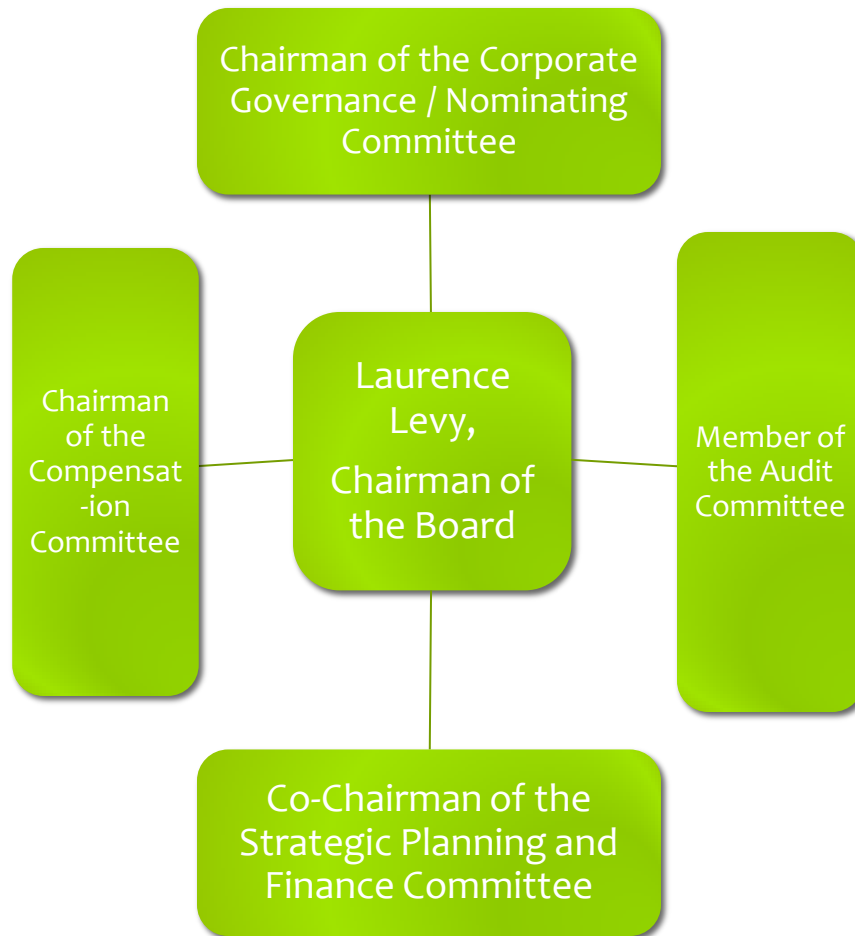 Chairman of the Corporate
Governance / Nominating
Committee
Chairman
of the
Compensat
-ion
Committee
Laurence
Levy,
Chairman of
the Board
Member of
the Audit
Committee
Co-Chairman of the
Strategic Planning and
Finance Committee